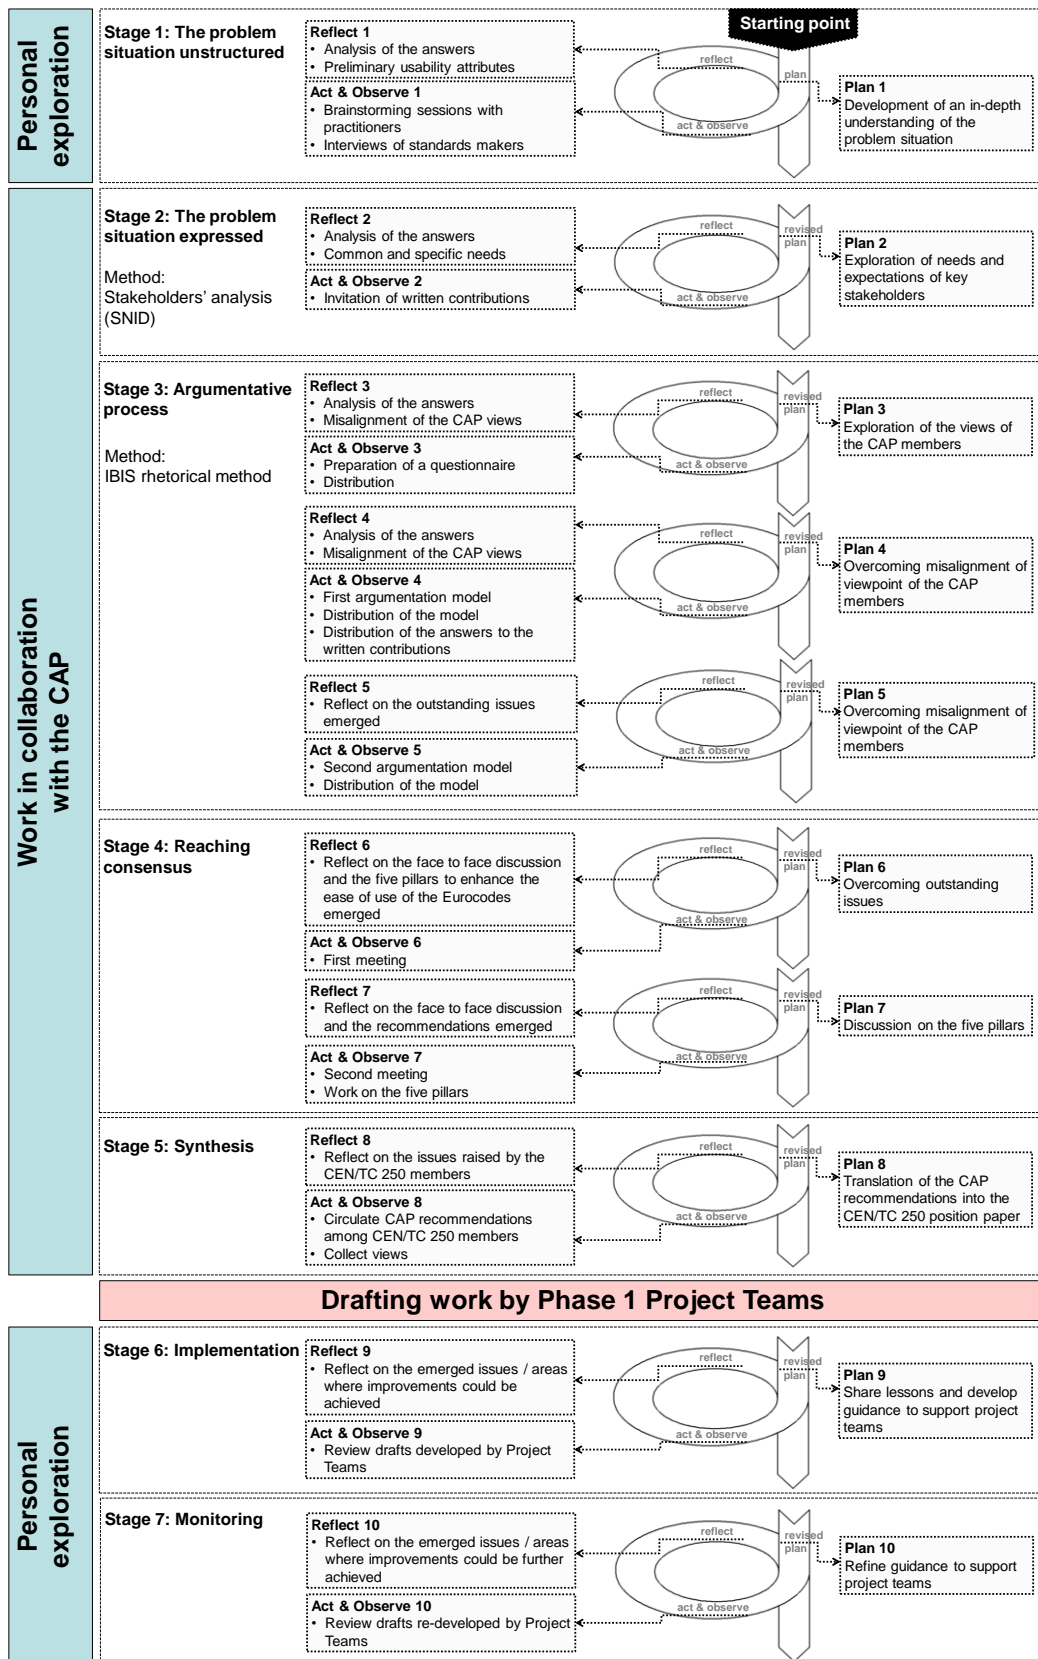 Personal
exploration
Stage 1: The problem
situation unstructured
Reflect 1
• Analysis of the answers
• Preliminary usability attributes
Act & Observe 1
• Brainstorming sessions with
practitioners
• Interviews of standards makers
Starting point
reflect
plan
act & observe
Plan 1
Development of an in-depth
understanding of the
problem situation
Work in collaboration
with the CAP
Stage 2: The problem
situation expressed
Method:
Stakeholders' analysis
(SNID)
Reflect 2
• Analysis of the answers
• Common and specific needs
Act & Observe 2
• Invitation of written contributions
reflect
revised
plan
act & observe
Plan 2
Exploration of needs and
expectations of key
stakeholders
Stage 3: Argumentative
process
Method:
IBIS rhetorical method
Reflect 3
• Analysis of the answers
• Misalignment of the CAP views
Act & Observe 3
• Preparation of a questionnaire
• Distribution
reflect
revised
plan
act & observe
Plan 3
Exploration of the views of
the CAP members
Reflect 4
• Analysis of the answers
• Misalignment of the CAP views
Act & Observe 4
• First argumentation model
• Distribution of the model
• Distribution of the answers to the
written contributions
reflect
revised
plan
act & observe
Plan 4
Overcoming misalignment of
viewpoint of the CAP
members
Reflect 5
• Reflect on the outstanding issues
emerged
Act & Observe 5
• Second argumentation model
• Distribution of the model
reflect
revised
plan
act & observe
Plan 5
Overcoming misalignment of
viewpoint of the CAP
members
Stage 4: Reaching
consensus
Reflect 6
• Reflect on the face to face discussion
and the five pillars to enhance the
ease of use of the Eurocodes
emerged
Act & Observe 6
• First meeting
reflect
revised
plan
act & observe
Plan 6
Overcoming outstanding
issues
Reflect 7
• Reflect on the face to face discussion
and the recommendations emerged
Act & Observe 7
• Second meeting
• Work on the five pillars
reflect
revised
plan
act & observe
Plan 7
Discussion on the five pillars
Stage 5: Synthesis
Reflect 8
• Reflect on the issues raised by the
CEN/TC 250 members
Act & Observe 8
• Circulate CAP recommendations
among CEN/TC 250 members
• Collect views
reflect
revised
plan
act & observe
Plan 8
Translation of the CAP
recommendations into the
CEN/TC 250 position paper
Drafting work by Phase 1 Project Teams
Personal
exploration
Stage 6: Implementation
Reflect 9
• Reflect on the emerged issues / areas
where improvements could be
achieved
Act & Observe 9
• Review drafts developed by Project
Teams
reflect
revised
plan
act & observe
Plan 9
Share lessons and develop
guidance to support project
teams
Stage 7: Monitoring
Reflect 10
• Reflect on the emerged issues / areas
where improvements could be further
achieved
Act & Observe 10
• Review drafts re-developed by Project
Teams
reflect
revised
plan
act & observe
Plan 10
Refine guidance to support
project teams